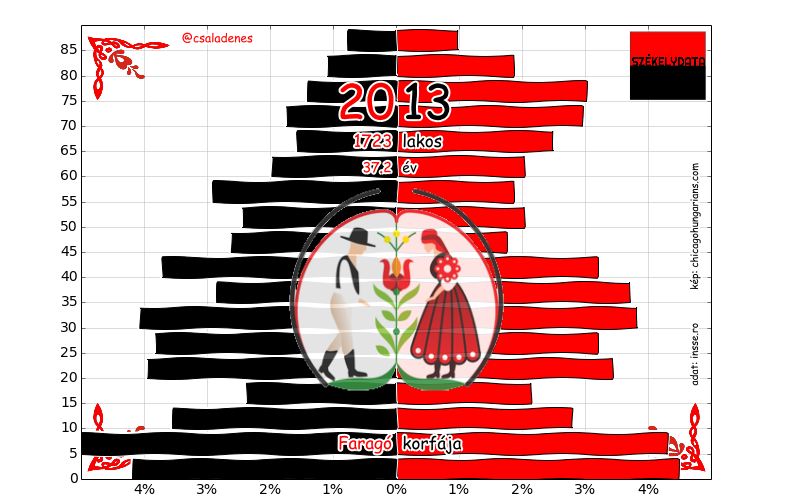 @csaladenes
SZÉKELYDATA
2013
1723 lakos
37,2 év
Faragó korfája
kép: chicagohungarians.com
adat: insse.ro
85
80
75
70
65
60
55
50
45
40
35
30
25
20
15
10
5
0
4% 3% 2% 1% 0% 1% 2% 3% 4%